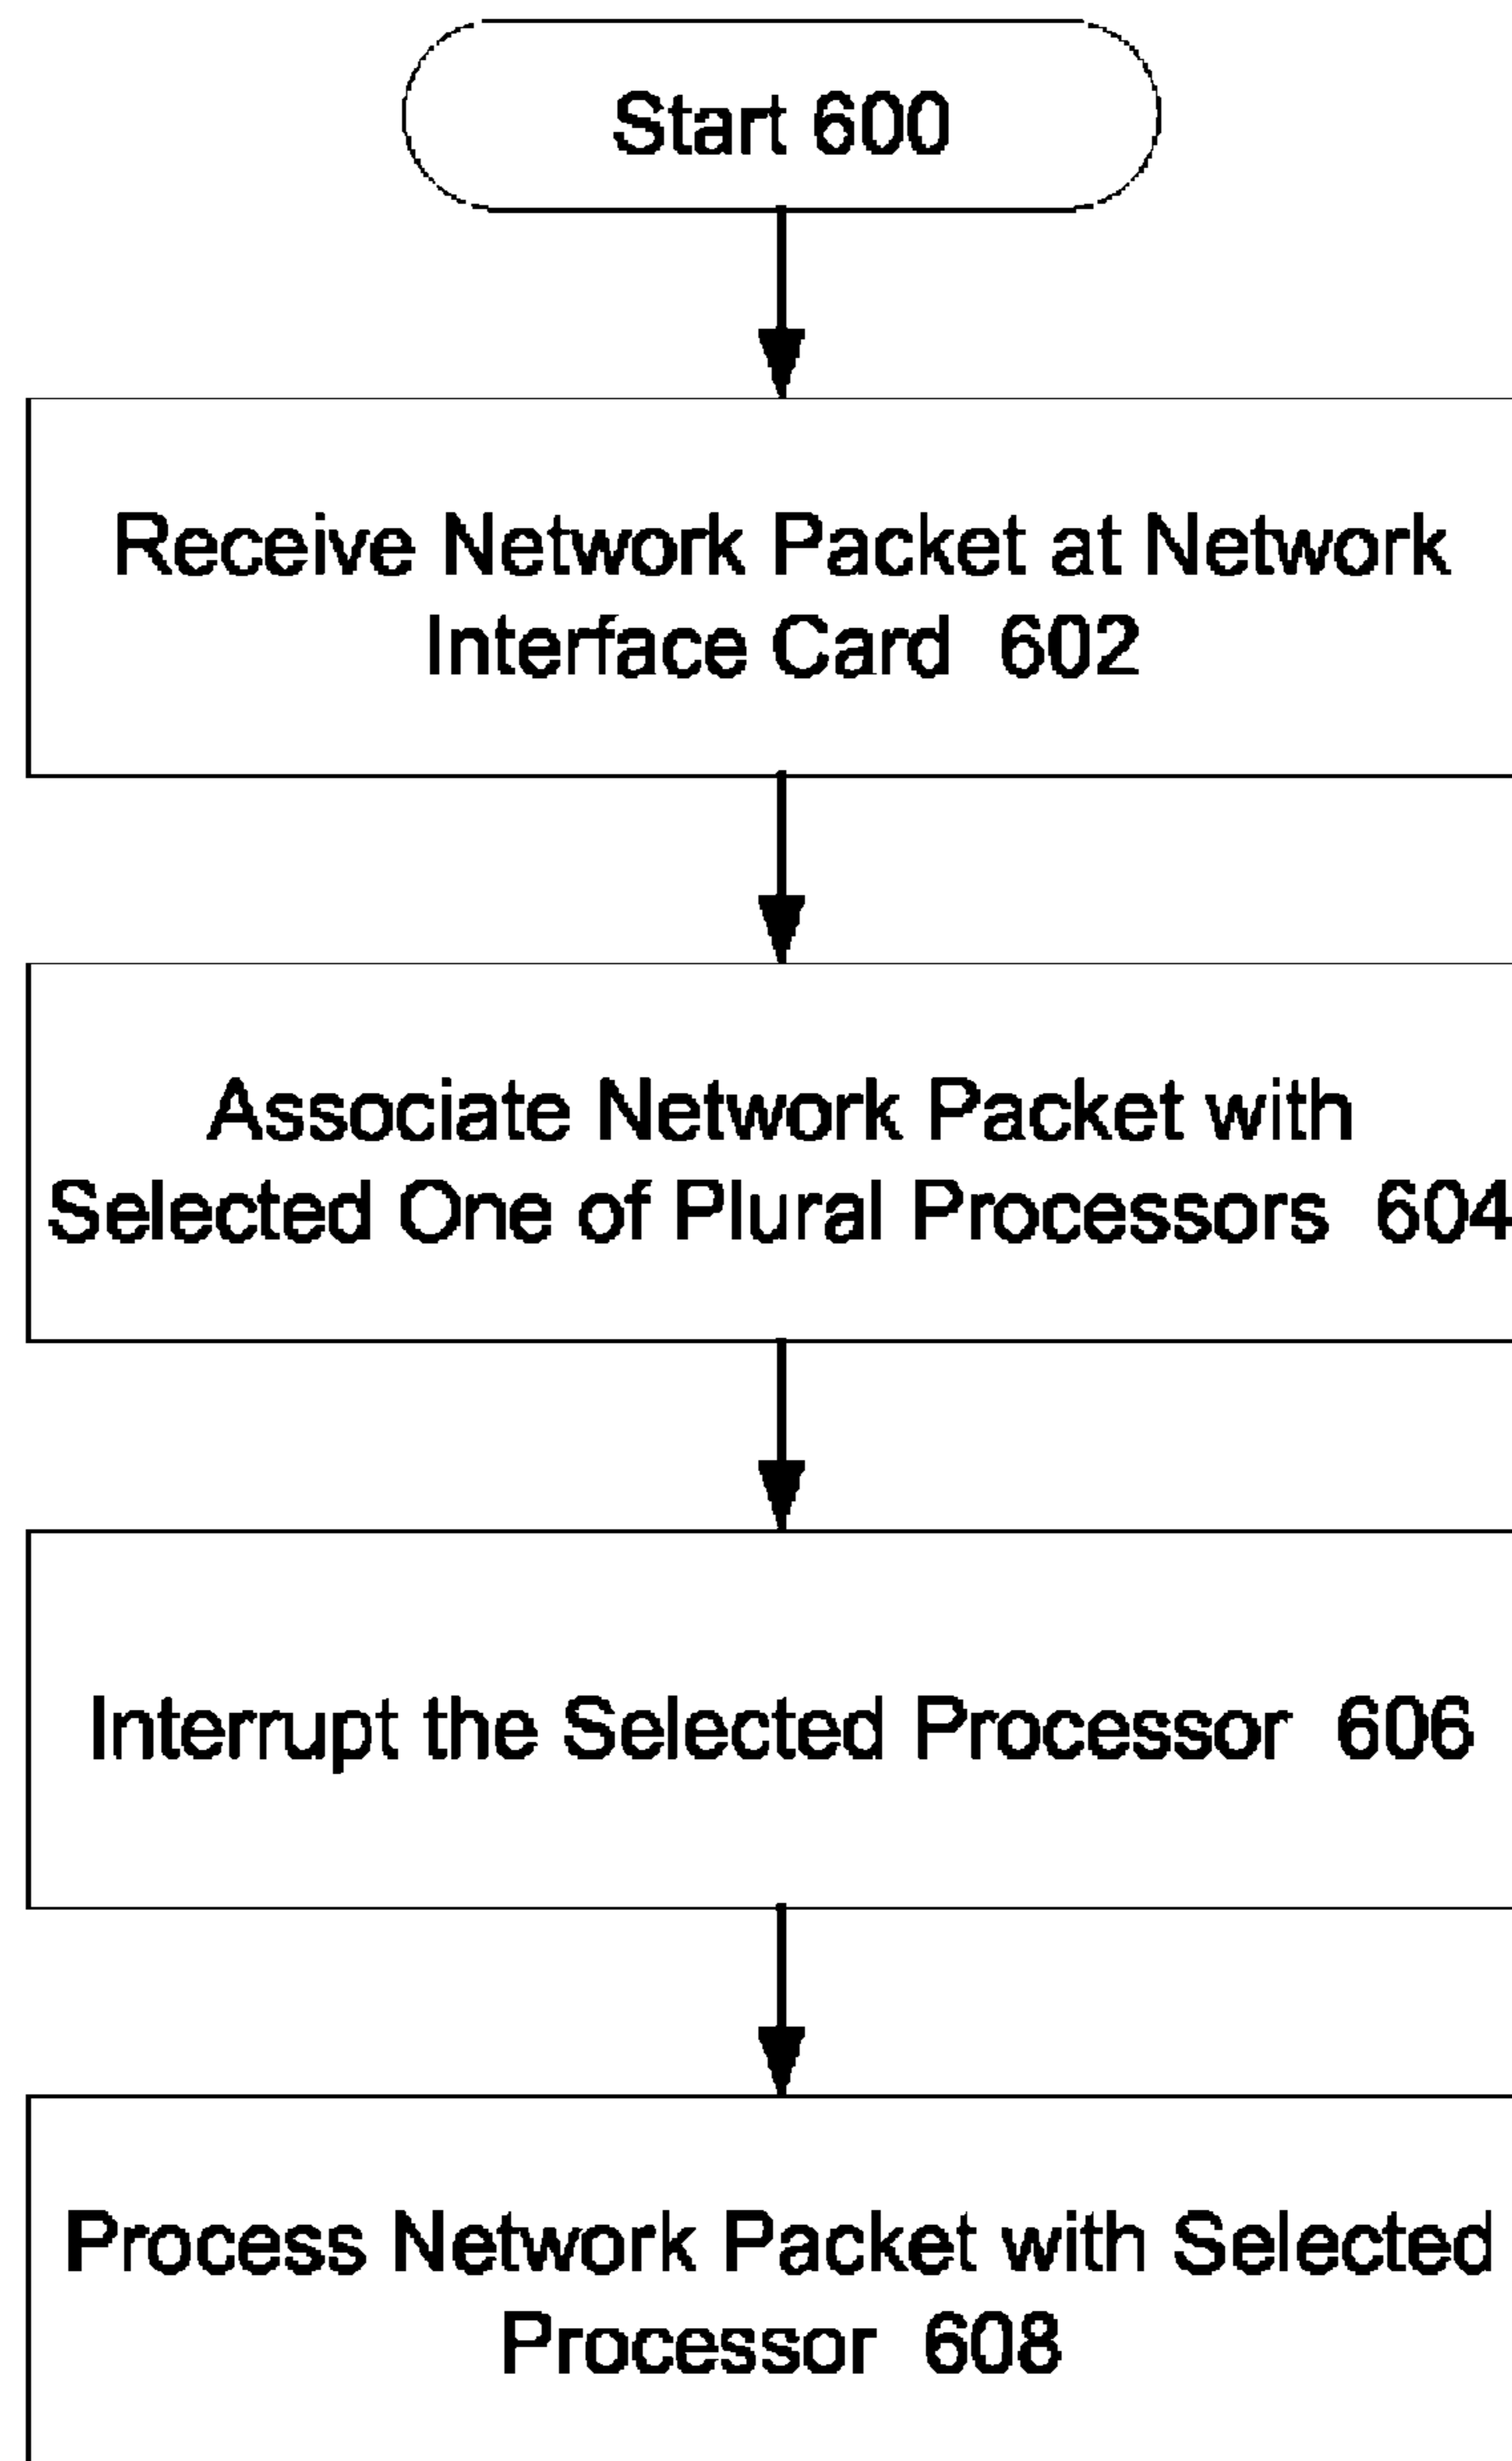 Start 600
Receive Network Packet at Network
Interface Card 602
Associate Network Packet with
Selected One of Plural Processors 604
Interrupt the Selected Processor 606
Process Network Packet with Selected
Processor 608